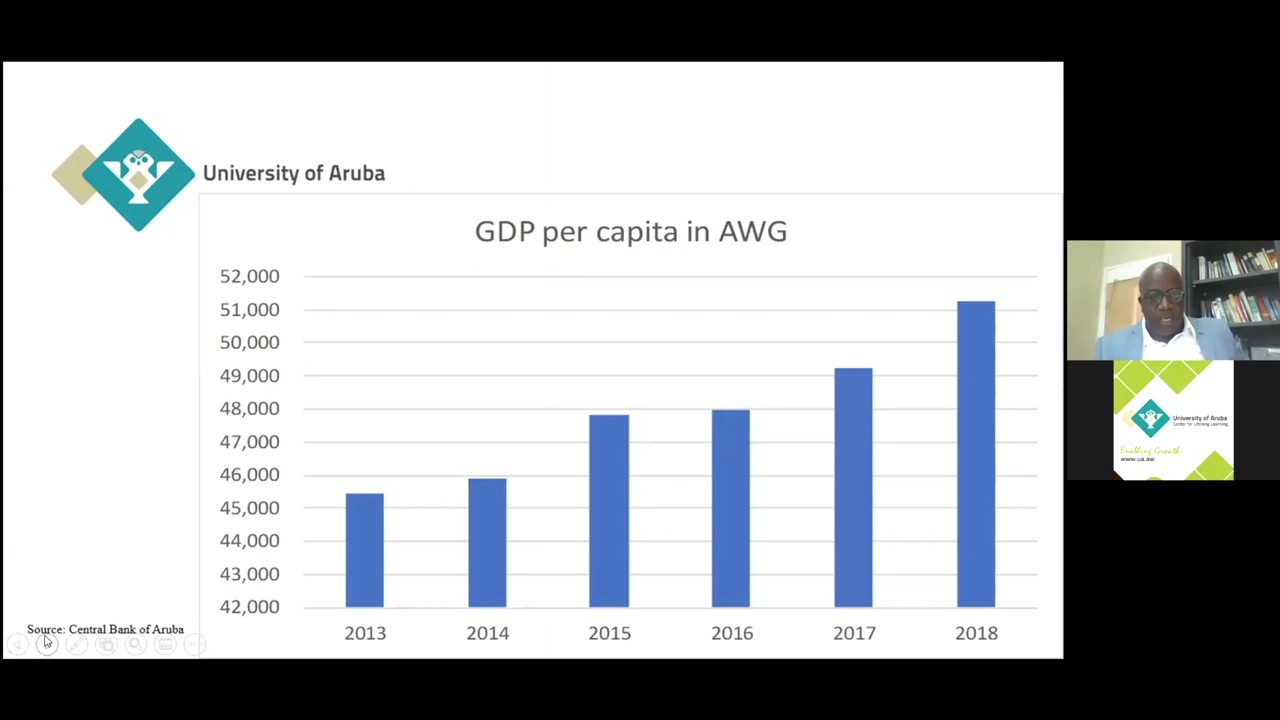 University of Aruba
GDP per capita in AWG
52,000
51,000
50,000
49,000
48,000
47,000
46,000
45,000
44,000
43,000
42,000
2013 2014 2015 2016 2017 2018
Source: Central Bank of Aruba
University of Aruba
Center for Lifelong Learning
Enabling Growth
www.ua.aw